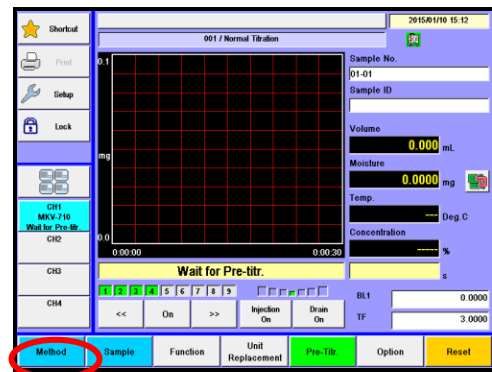 2015/01/10 15:12
Shortcut
001 / Normal Titration
Print
Setup
Lock
CH1
MKV-710
Wait for Pre-titr.
CH2
CH3
CH4
0.1
mg
0.0
0:00:00
0:00:30
Wait for Pre-titr.
1 2 3 4 5 6 7 8 9
<<
On
>>
Injection
On
Drain
On
Sample No.
01-01
Sample ID
Volume
0.000 mL
Moisture
0.0000 mg
Temp.
--- Deg.C
Concentration
----- %
s
BL1 0.0000
TF 3.0000
Method
Sample
Function
Unit
Replacement
Pre-Titr.
Option
Reset